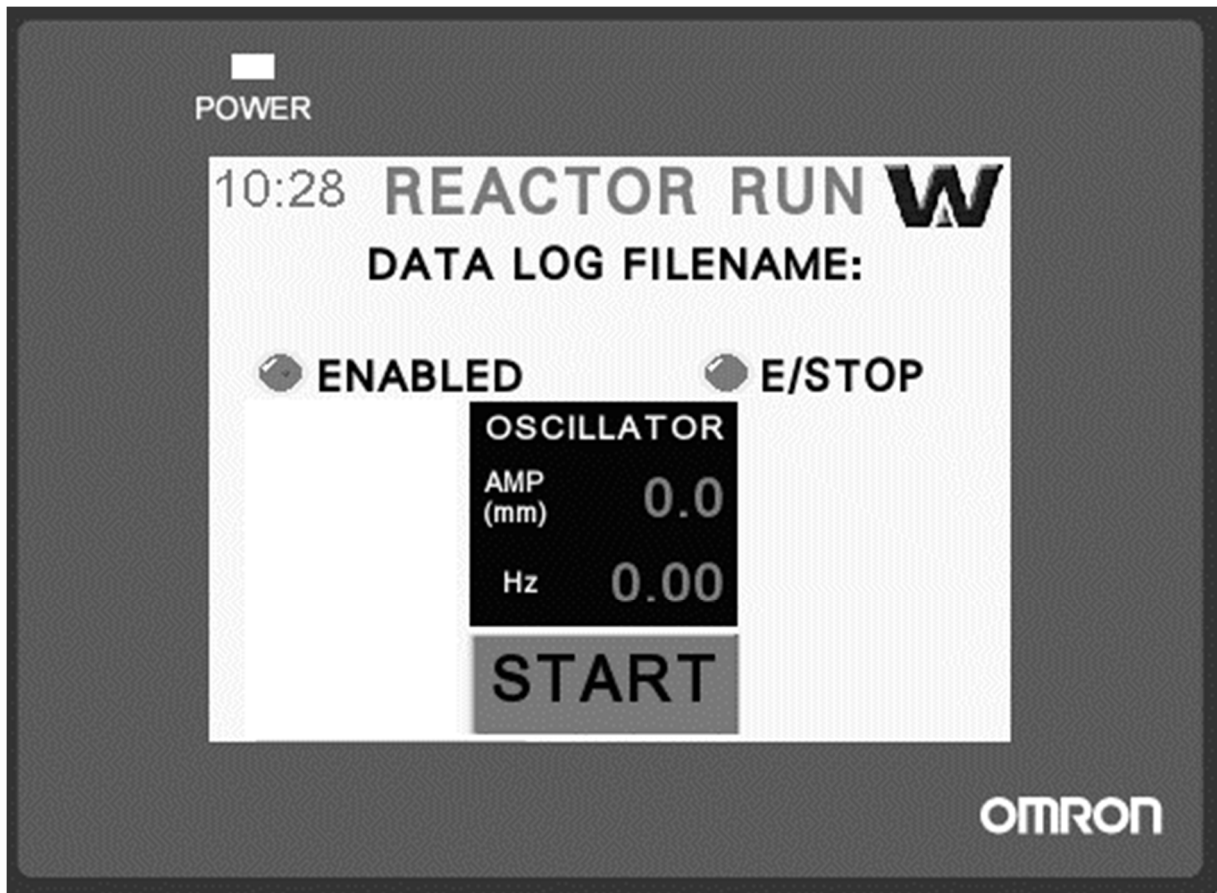 POWER
10:28 REACTOR RUN
DATA LOG FILENAME:
ENABLED E/STOP
OSCILLATOR
AMP
(mm) 0.0
Hz 0.00
START
OMRON